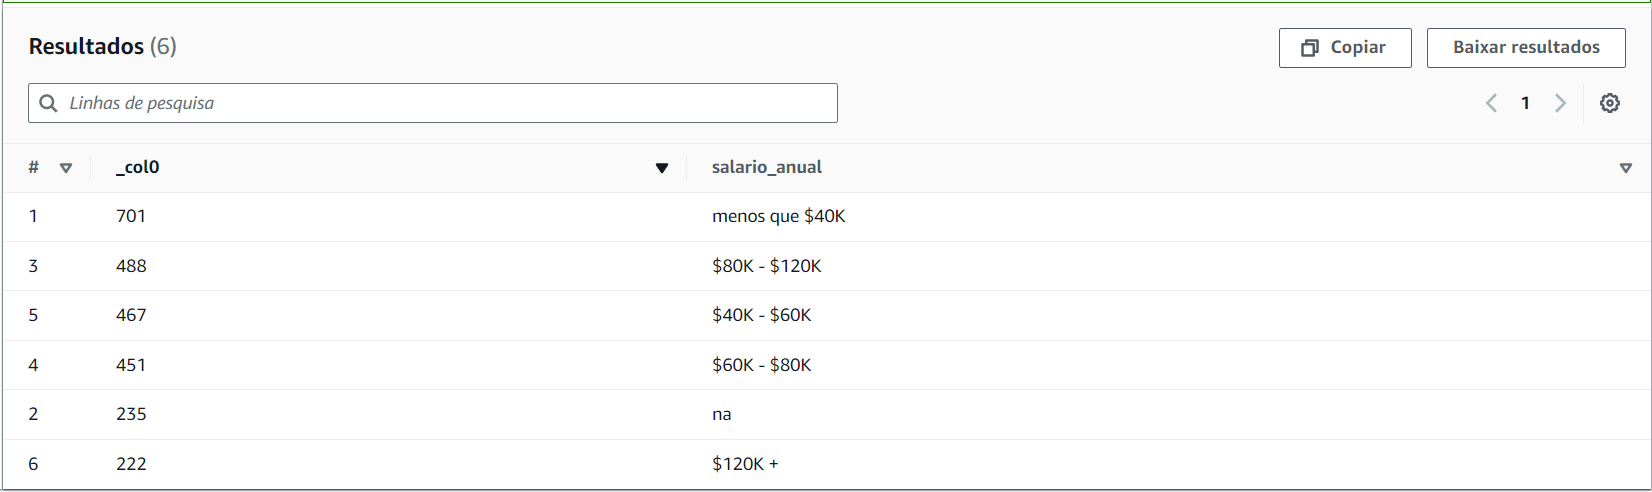 Resultados (6)
Copiar
Baixar resultados
Linhas de pesquisa
1
# _col0 salario_anual
1 701 menos que $40K
3 488 $80K - $120K
5 467 $40K - $60K
4 451 $60K - $80K
2 235 na
6 222 $120K +